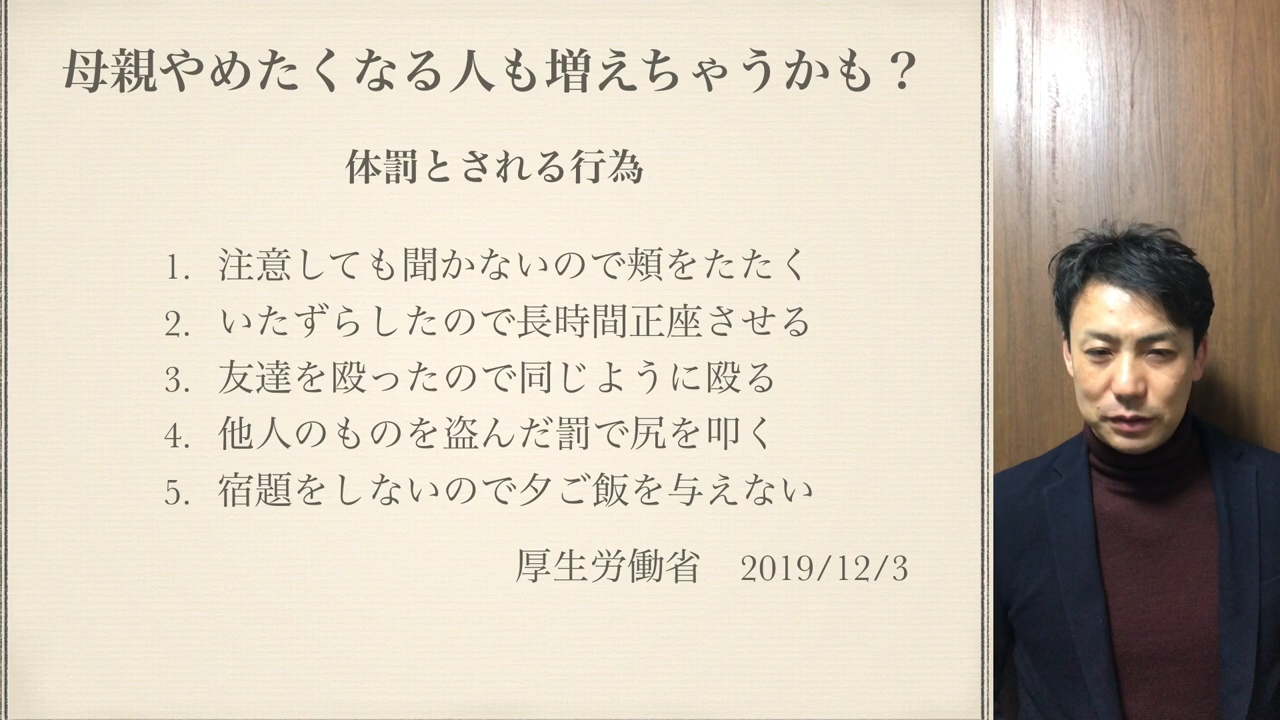 母親やめたくなる人も増えちゃうかも？
体罰とされる行為
1. 注意しても聞かないので頬をたたく
2. いたずらしたので長時間正座させる
3. 友達を殴ったので同じように殴る
4. 他人のものを盗んだ罰で尻を叩く
5. 宿題をしないので夕ご飯を与えない
厚生労働省　2019/12/3